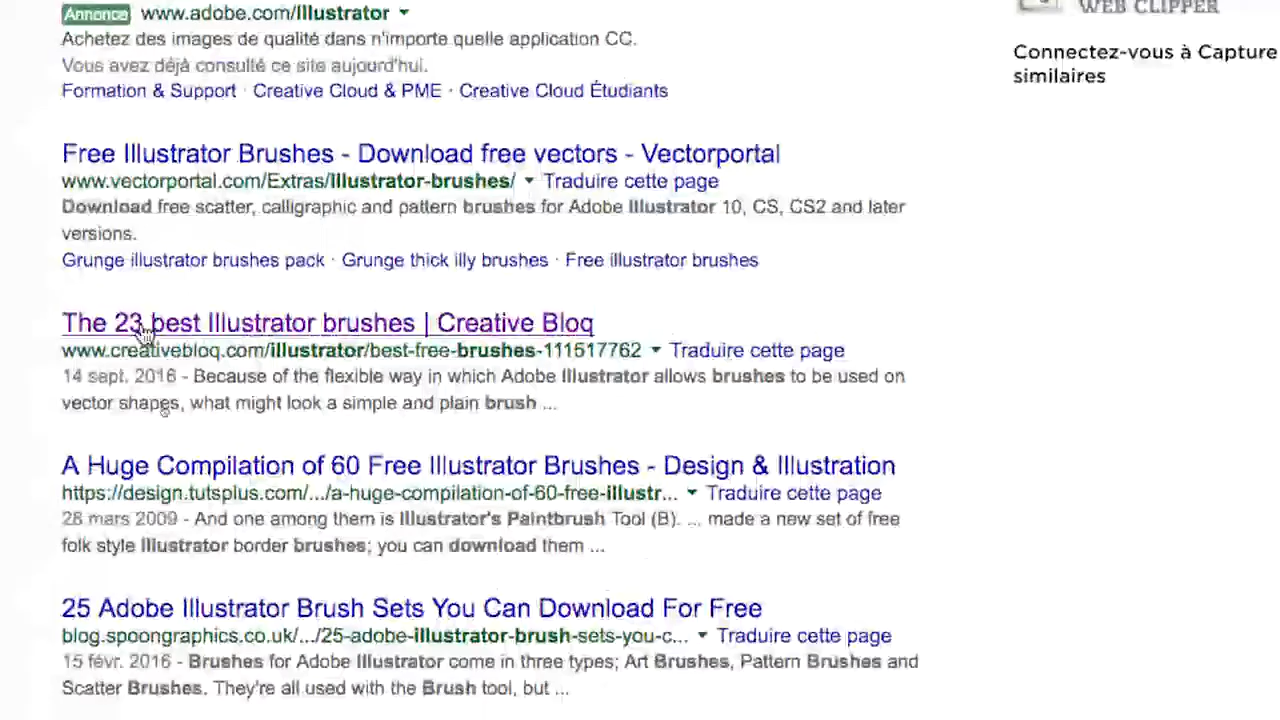 Annonce www.adobe.com/Illustrator
Achetez des images de qualité dans n'importe quelle application CC.
Vous avez déjà consulté ce site aujourd'hui.
Formation & Support · Creative Cloud & PME · Creative Cloud Étudiants
WEB CLIPPER
Connectez-vous à Capture
similaires
Free Illustrator Brushes - Download free vectors - Vectorportal
www.vectorportal.com/Extras/Illustrator-brushes/ Traduire cette page
Download free scatter, calligraphic and pattern brushes for Adobe Illustrator 10, CS, CS2 and later
versions.
Grunge illustrator brushes pack · Grunge thick illy brushes · Free illustrator brushes
The 23 best Illustrator brushes | Creative Bloq
www.creativebloq.com/illustrator/best-free-brushes-111517762 Traduire cette page
14 sept. 2016 - Because of the flexible way in which Adobe Illustrator allows brushes to be used on
vector shapes, what might look a simple and plain brush ...
A Huge Compilation of 60 Free Illustrator Brushes - Design & Illustration
https://design.tutsplus.com/.../a-huge-compilation-of-60-free-illustr... Traduire cette page
28 mars 2009 - And one among them is Illustrator's Paintbrush Tool (B). ... made a new set of free
folk style Illustrator border brushes; you can download them ...
25 Adobe Illustrator Brush Sets You Can Download For Free
blog.spoongraphics.co.uk/.../25-adobe-illustrator-brush-sets-you-c... Traduire cette page
15 févr. 2016 - Brushes for Adobe Illustrator come in three types; Art Brushes, Pattern Brushes and
Scatter Brushes. They're all used with the Brush tool, but ...